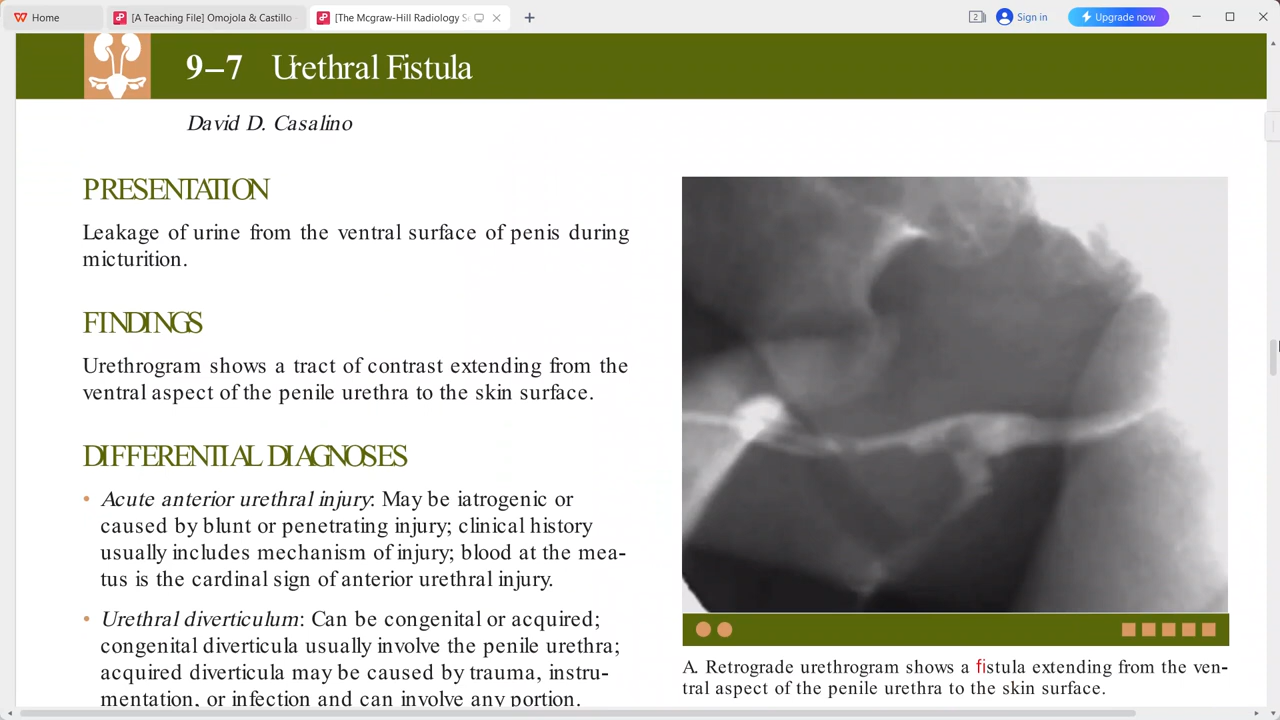 Home
[A Teaching File] Omojola & Castillo
[The Mcgraw-Hill Radiology S
2
Sign in
Upgrade now
9–7 Urethral Fistula
David D. Casalino
PRESENTATION
Leakage of urine from the ventral surface of penis during
micturition.
FINDINGS
Urethrogram shows a tract of contrast extending from the
ventral aspect of the penile urethra to the skin surface.
DIFFERENTIAL DIAGNOSES
• Acute anterior urethral injury: May be iatrogenic or
caused by blunt or penetrating injury; clinical history
usually includes mechanism of injury; blood at the mea-
tus is the cardinal sign of anterior urethral injury.
• Urethral diverticulum: Can be congenital or acquired;
congenital diverticula usually involve the penile urethra;
acquired diverticula may be caused by trauma, instru-
mentation, or infection and can involve any portion.
A. Retrograde urethrogram shows a fistula extending from the ven-
tral aspect of the penile urethra to the skin surface.